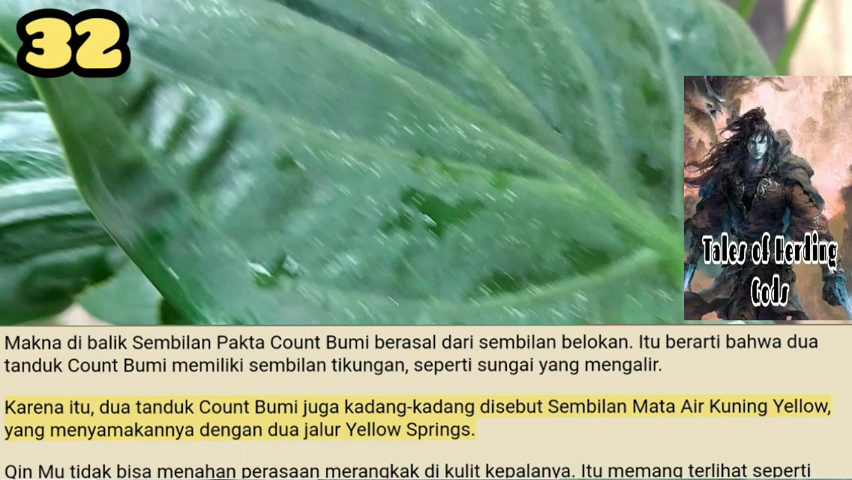 32
Tales of Herding
Gods
Makna di balik Sembilan Pakta Count Bumi berasal dari sembilan belokan. Itu berarti bahwa dua
tanduk Count Bumi memiliki sembilan tikungan, seperti sungai yang mengalir.
Karena itu, dua tanduk Count Bumi juga kadang-kadang disebut Sembilan Mata Air Kuning Yellow,
yang menyamakannya dengan dua jalur Yellow Springs.
Qin Mu tidak bisa menahan perasaan merangkak di kulit kepalanya. Itu memang terlihat seperti